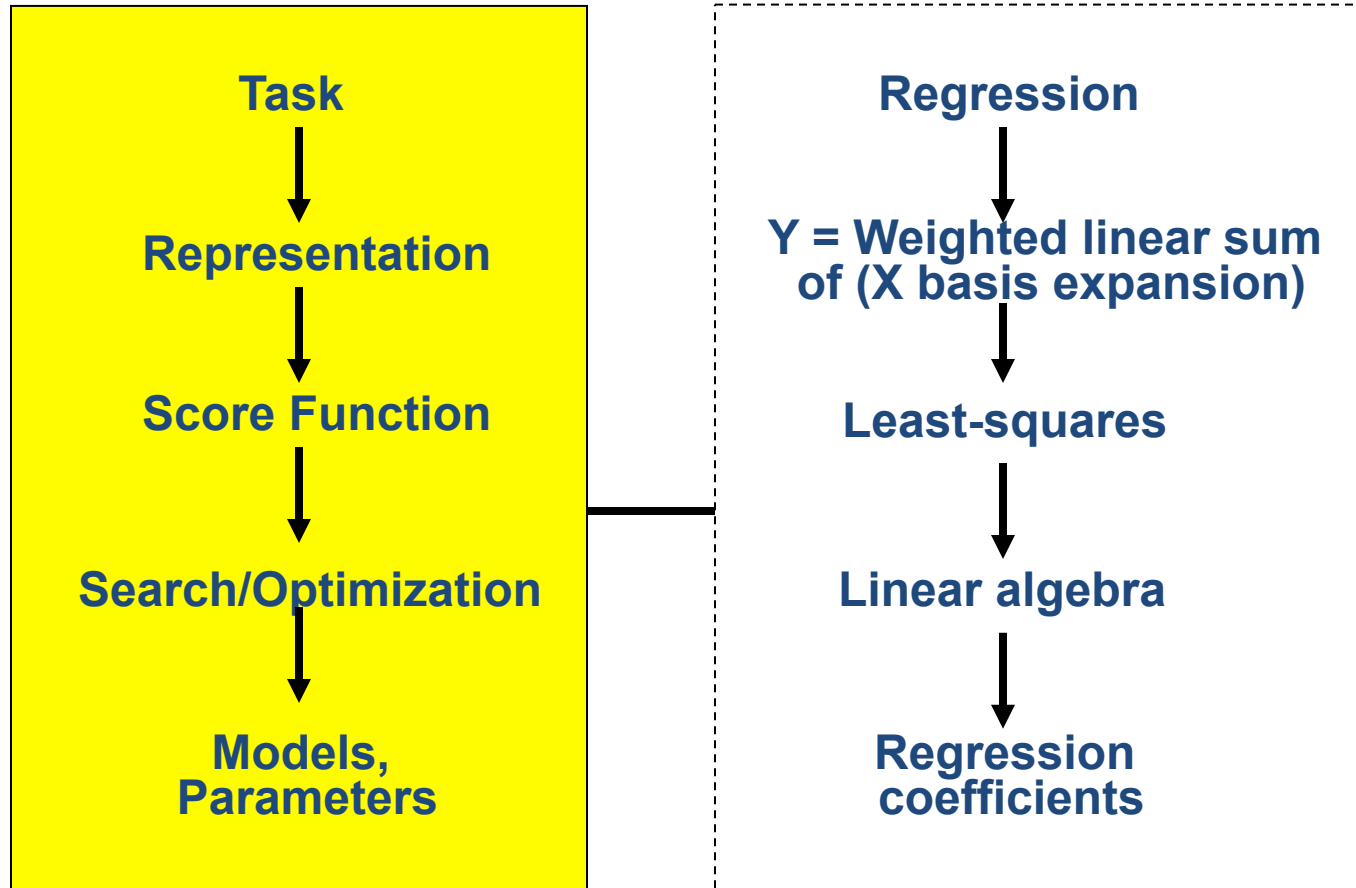 Task
Representation
Score Function
Search/Optimization
Models,
Parameters
Regression
Y = Weighted linear sum
of (X basis expansion)
Least-squares
Linear algebra
Regression
coefficients